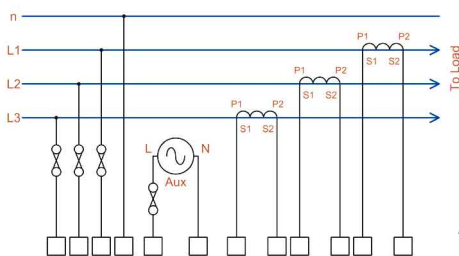 n
L1 P1 P2
S1 S2
L2 P1 P2
S1 S2
L3 P1 P2
S1 S2
L N
Aux
To Load